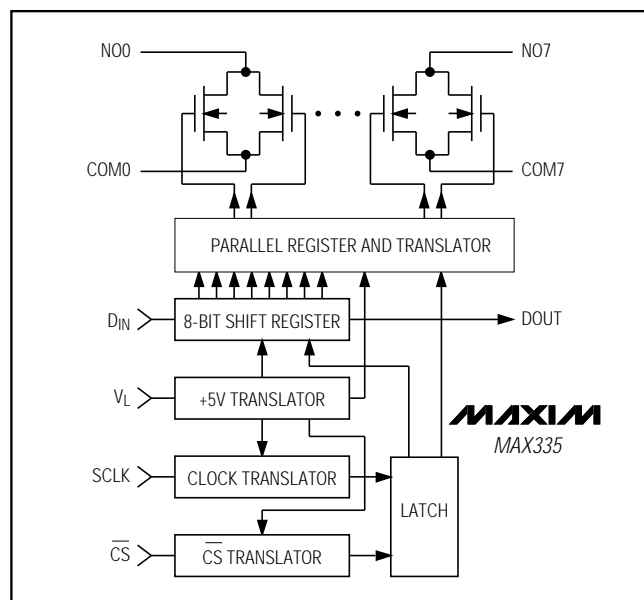 NO0
NO7
COM0
COM7
PARALLEL REGISTER AND TRANSLATOR
DIN
8-BIT SHIFT REGISTER
DOUT
VL
+5V TRANSLATOR
MAXIM
MAX335
SCLK
CLOCK TRANSLATOR
LATCH
CS
CS TRANSLATOR